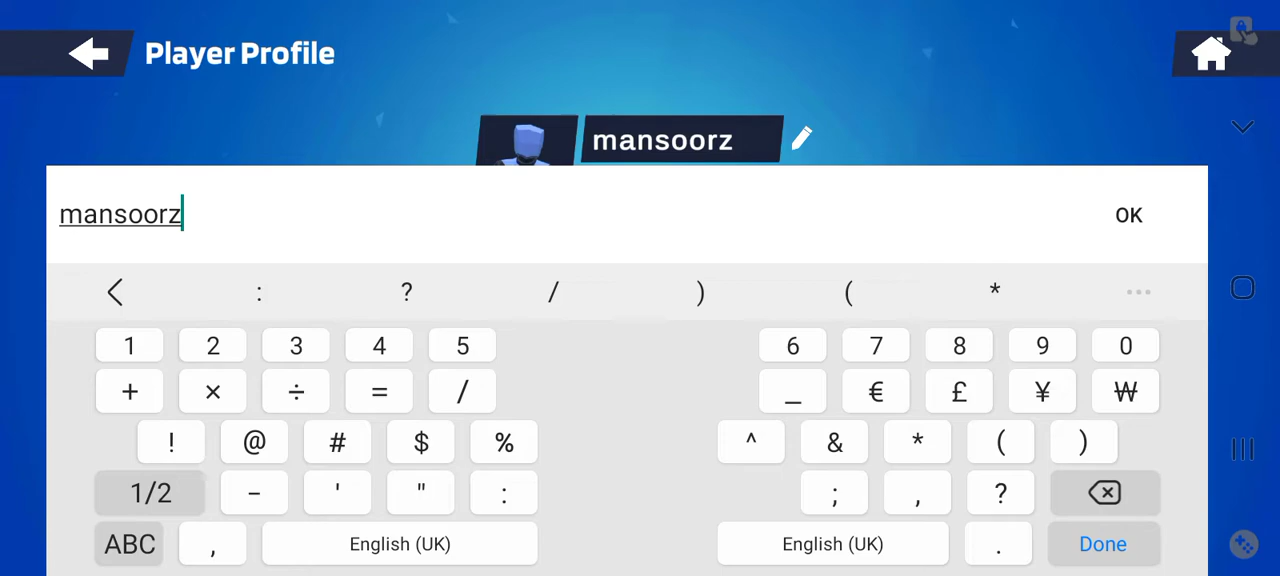 Player Profile
mansoorz
mansoorz
OK
: ? / ) ( *
1 2 3 4 5 6 7 8 9 0
+ × ÷ = / _ € £ ¥ ₩
! @ # $ % ^ & * ( )
1/2 - ' " : ; , ?
ABC , English (UK) English (UK) . Done